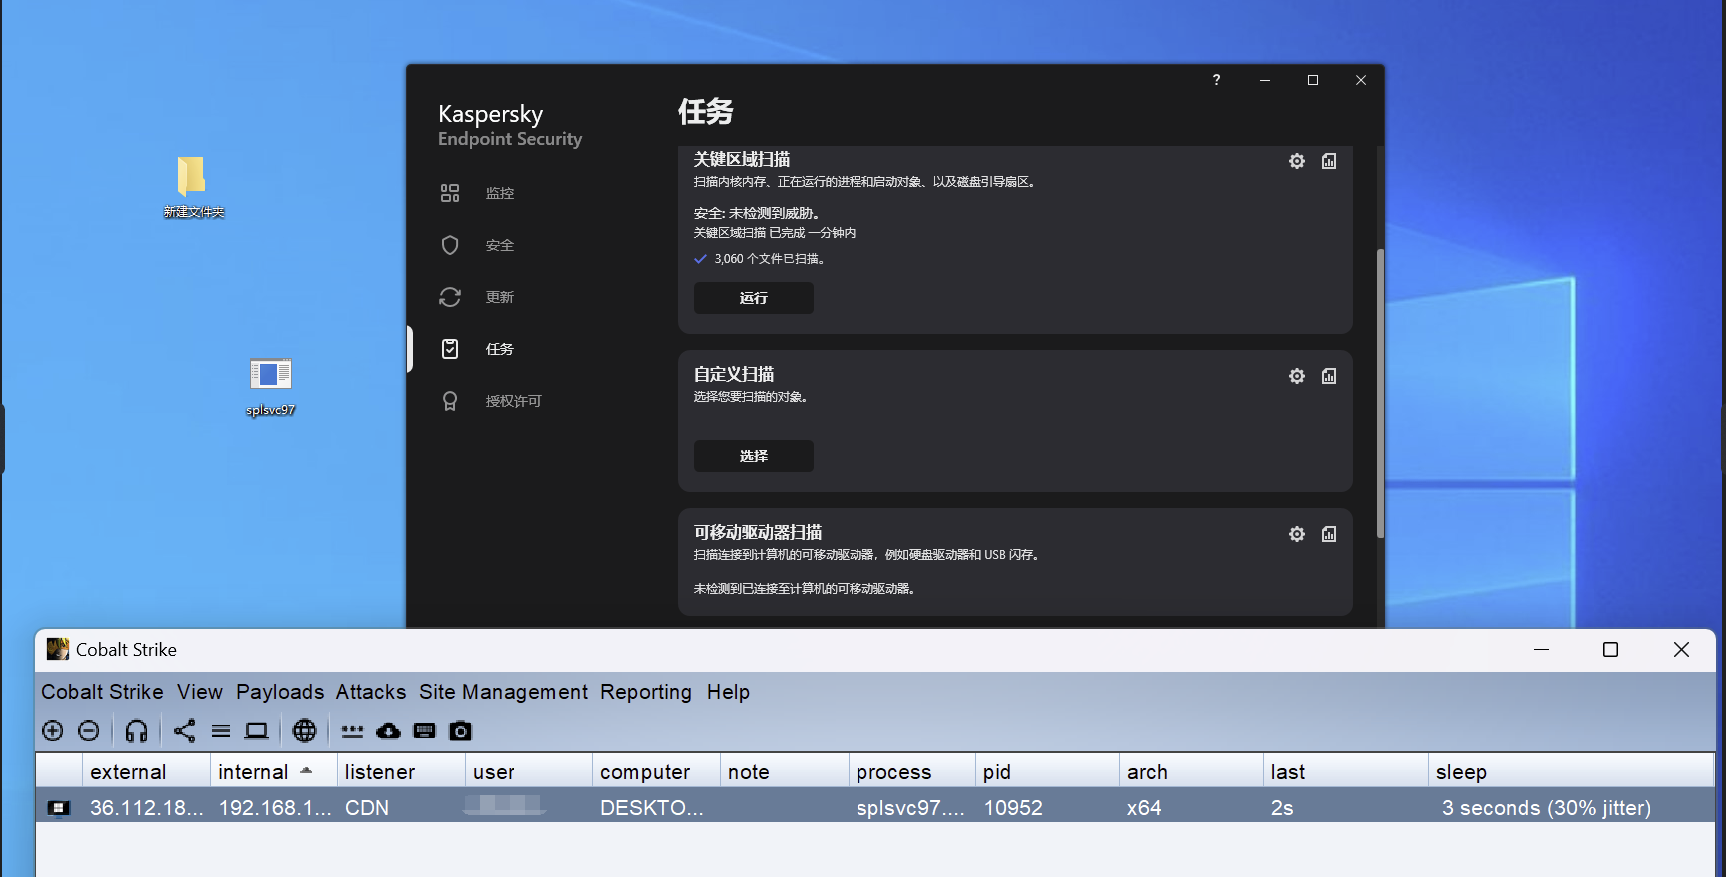 新建文件夹
splsvc97
?
Kaspersky
Endpoint Security
监控
安全
更新
任务
授权许可
任务
关键区域扫描
扫描内核内存、正在运行的进程和启动对象、以及磁盘引导扇区。
安全: 未检测到威胁。
关键区域扫描 已完成 一分钟内
3,060 个文件已扫描。
运行
自定义扫描
选择您要扫描的对象。
选择
可移动驱动器扫描
扫描连接到计算机的可移动驱动器，例如硬盘驱动器和 USB 闪存。
未检测到已连接至计算机的可移动驱动器。
Cobalt Strike
Cobalt Strike View Payloads Attacks Site Management Reporting Help
external internal listener user computer note process pid arch last sleep
36.112.18... 192.168.1... CDN DESKTO... splsvc97.... 10952 x64 2s 3 seconds (30% jitter)